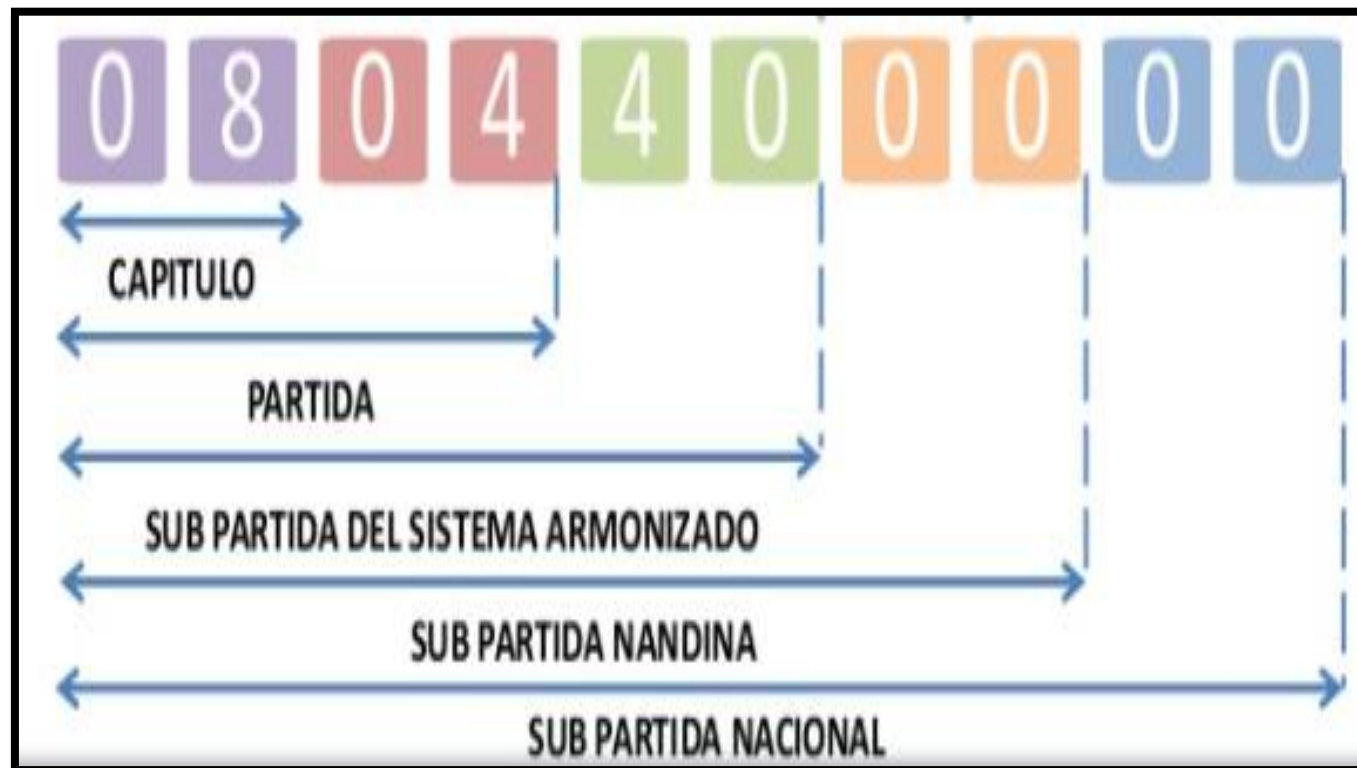 0 8 0 4 4 0 0 0 0 0
CAPITULO
PARTIDA
SUB PARTIDA DEL SISTEMA ARMONIZADO
SUB PARTIDA NANDINA
SUB PARTIDA NACIONAL